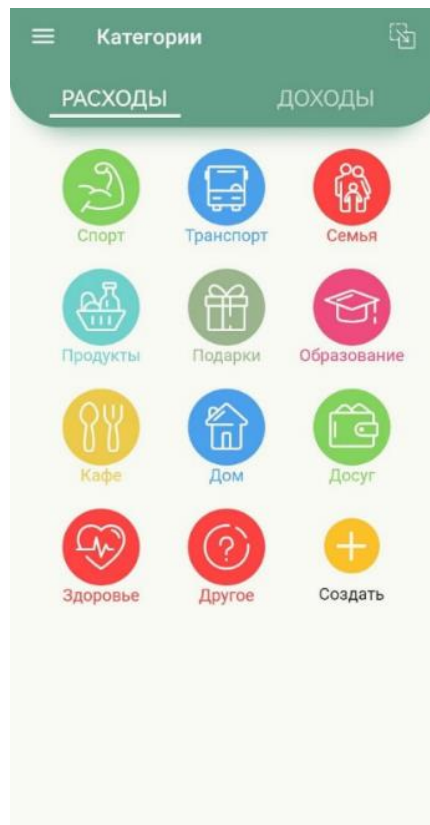 Категории
РАСХОДЫ ДОХОДЫ
Спорт Транспорт Семья
Продукты Подарки Образование
Кафе Дом Досуг
Здоровье Другое Создать